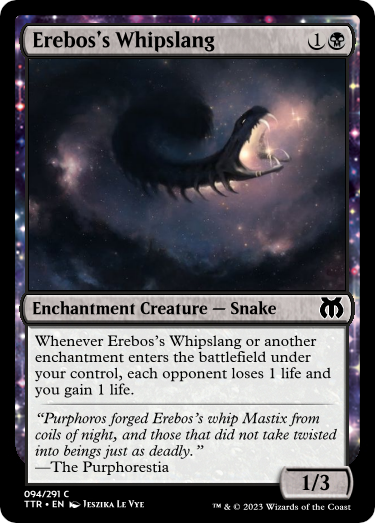 Erebos's Whipslang 1
Enchantment Creature — Snake
Whenever Erebos's Whipslang or another
enchantment enters the battlefield under
your control, each opponent loses 1 life and
you gain 1 life.
“Purphoros forged Erebos's whip Mastix from
coils of night, and those that did not take twisted
into beings just as deadly.”
—The Purphorestia
1/3
094/291 C
TTR • EN Jeszika Le Vye
™ & © 2023 Wizards of the Coast